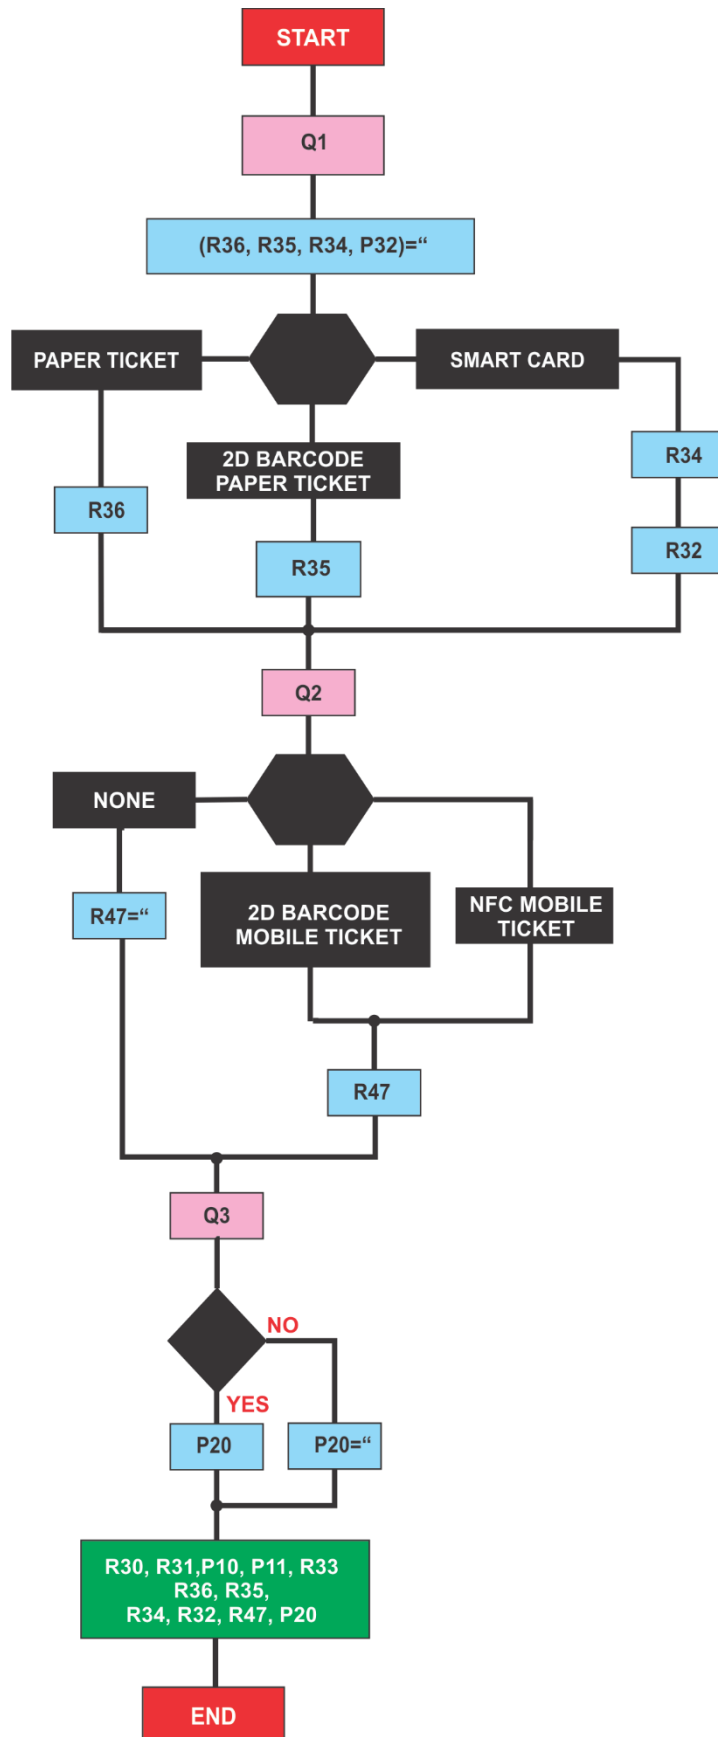 START
Q1
(R36, R35, R34, P32)=“
PAPER TICKET
SMART CARD
2D BARCODE
PAPER TICKET
R34
R36
R32
R35
Q2
NONE
2D BARCODE
MOBILE TICKET
NFC MOBILE
TICKET
R47=“
R47
Q3
NO
YES
P20
P20=“
R30, R31,P10, P11, R33
R36, R35,
R34, R32, R47, P20
END